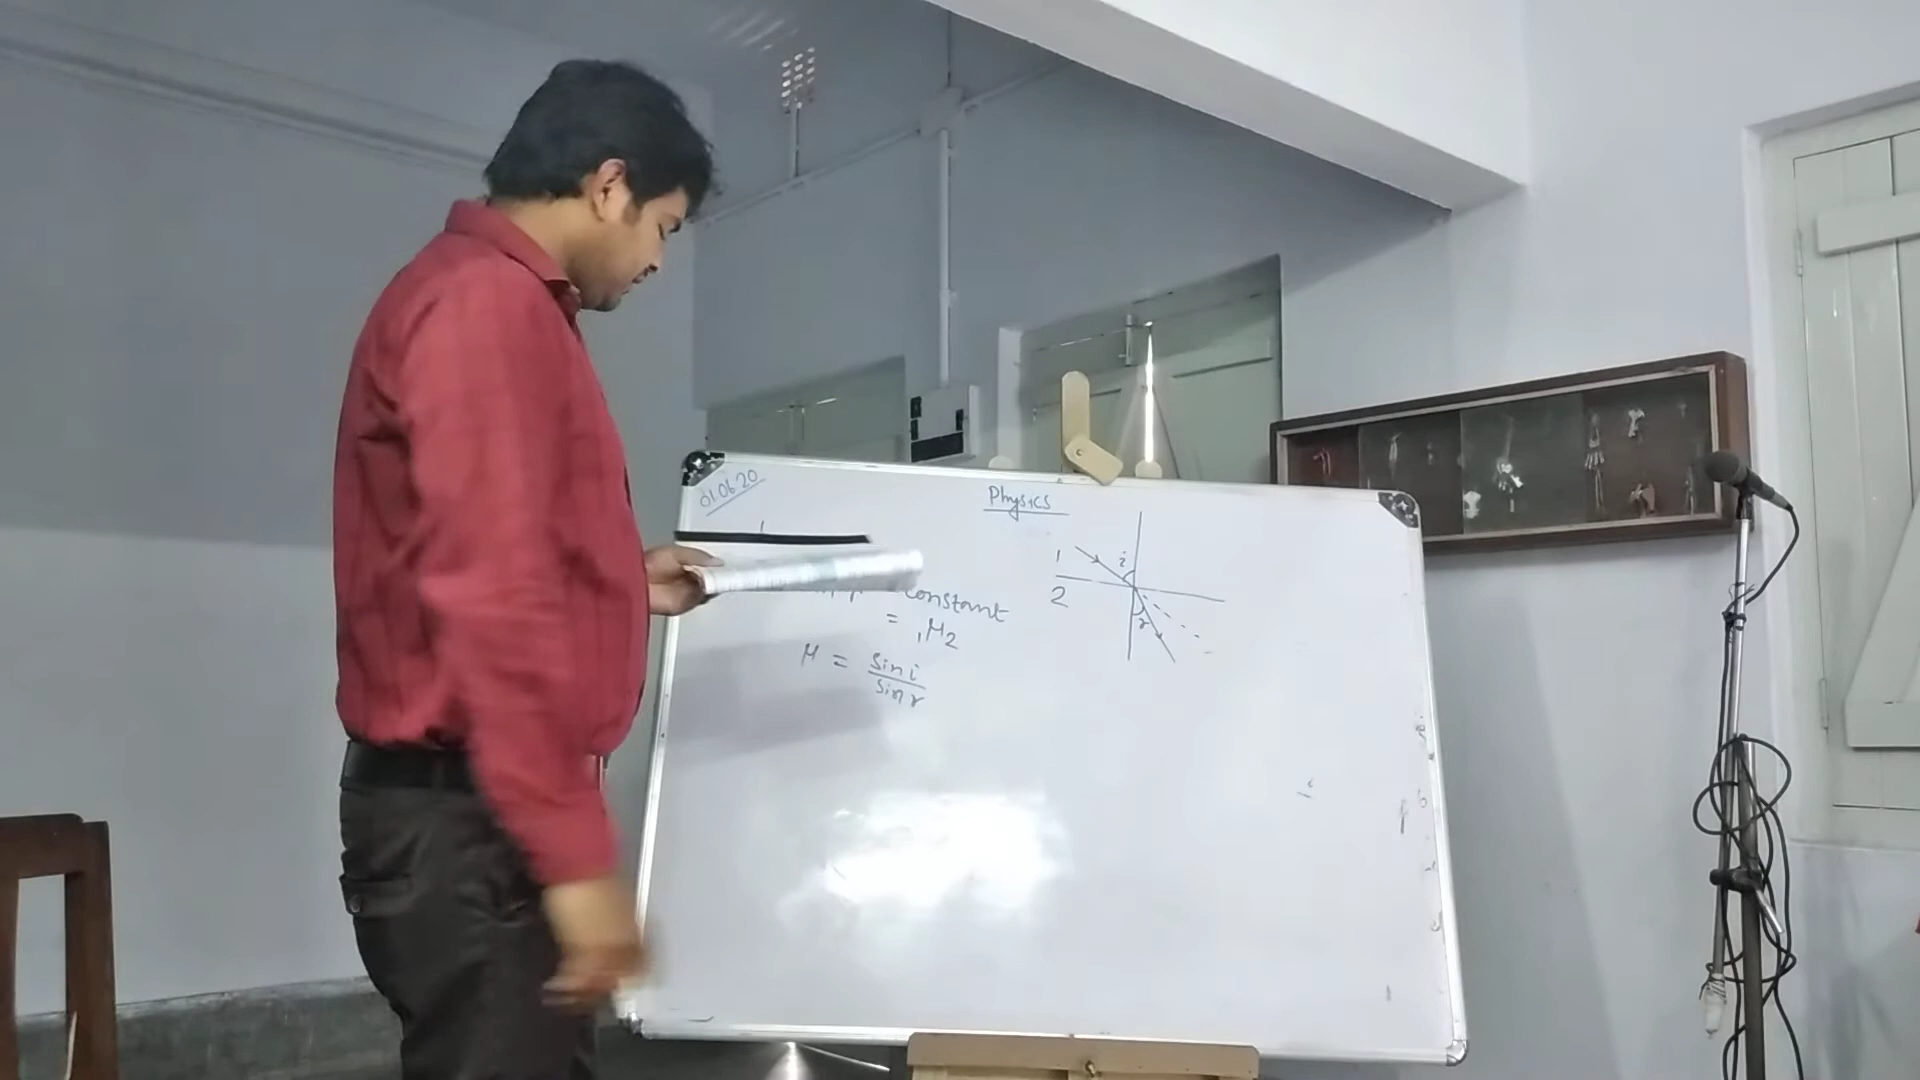 01.06.20
Physics
constant
= ₁μ₂
μ = sin i / sin r
1
i
2
r